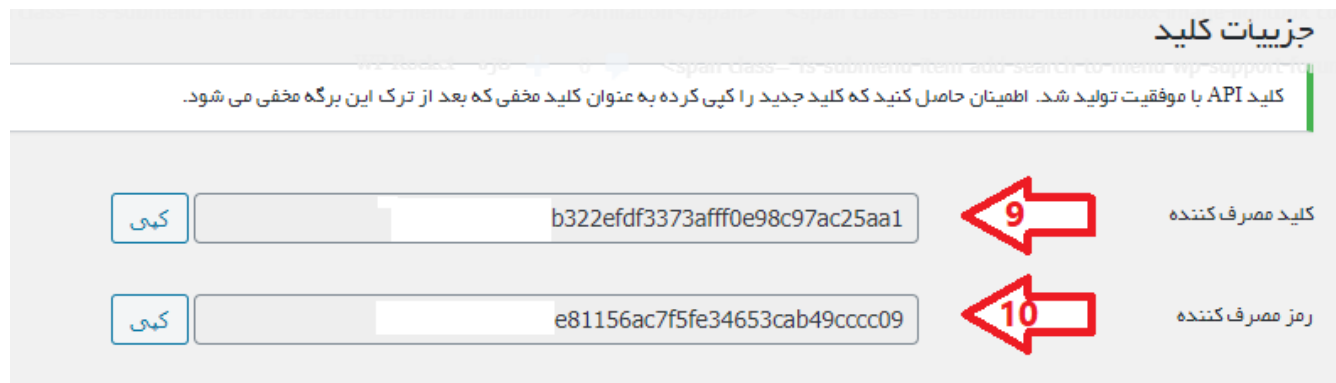 جزییات کلید
کلید API با موفقیت تولید شد. اطمینان حاصل کنید که کلید جدید را کپی کرده به عنوان کلید مخفی که بعد از ترک این برگه مخفی می شود.
کلید مصرف کننده 9 b322efdf3373afff0e98c97ac25aa1 کپی
رمز مصرف کننده 10 e81156ac7f5fe34653cab49cccc09 کپی